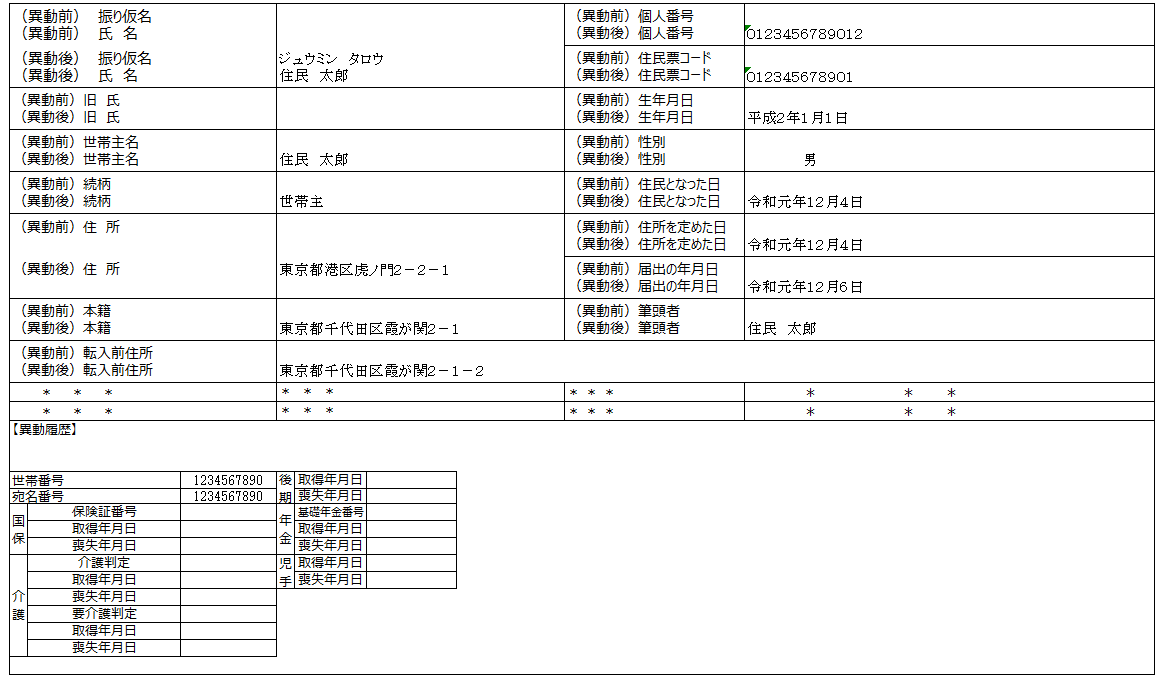 （異動前） 振り仮名
（異動前） 氏 名
（異動前）個人番号
（異動後）個人番号 0123456789012
（異動後） 振り仮名 ジュウミン タロウ
（異動後） 氏 名 住民 太郎
（異動前）住民票コード
（異動後）住民票コード 012345678901
（異動前）旧 氏
（異動後）旧 氏
（異動前）生年月日
（異動後）生年月日 平成2年1月1日
（異動前）世帯主名
（異動後）世帯主名 住民 太郎
（異動前）性別
（異動後）性別 男
（異動前）続柄
（異動後）続柄 世帯主
（異動前）住民となった日
（異動後）住民となった日 令和元年12月4日
（異動前）住 所
（異動後）住 所 東京都港区虎ノ門2－2－1
（異動前）住所を定めた日
（異動後）住所を定めた日 令和元年12月4日
（異動前）届出の年月日
（異動後）届出の年月日 令和元年12月6日
（異動前）本籍
（異動後）本籍 東京都千代田区霞が関2－1
（異動前）筆頭者
（異動後）筆頭者 住民 太郎
（異動前）転入前住所
（異動後）転入前住所 東京都千代田区霞が関2－1－2
＊ ＊ ＊ ＊ ＊ ＊ ＊ ＊ ＊ ＊ ＊ ＊
＊ ＊ ＊ ＊ ＊ ＊ ＊ ＊ ＊ ＊ ＊ ＊
【異動履歴】
世帯番号 1234567890
宛名番号 1234567890
国保
保険証番号
取得年月日
喪失年月日
介護
介護判定
取得年月日
喪失年月日
要介護判定
取得年月日
喪失年月日
後期
取得年月日
喪失年月日
年金
基礎年金番号
取得年月日
喪失年月日
児手
取得年月日
喪失年月日